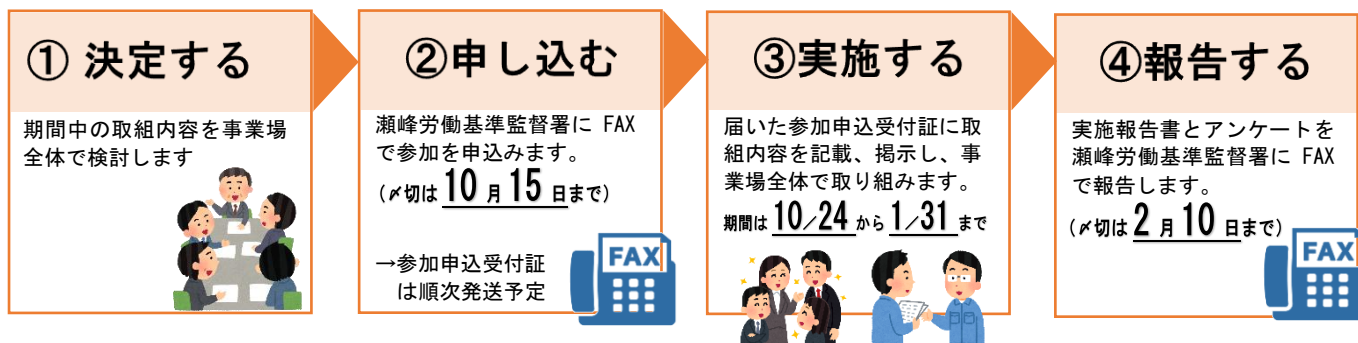 ① 決定する
期間中の取組内容を事業場
全体で検討します
②申し込む
瀬峰労働基準監督署に FAX
で参加を申込みます。
(〆切は 10 月 15 日まで)
→参加申込受付証
は順次発送予定
FAX
③実施する
届いた参加申込受付証に取
組内容を記載、掲示し、事
業場全体で取り組みます。
期間は 10/24 から 1/31 まで
④報告する
実施報告書とアンケートを
瀬峰労働基準監督署に FAX
で報告します。
(〆切は 2 月 10 日まで)
FAX